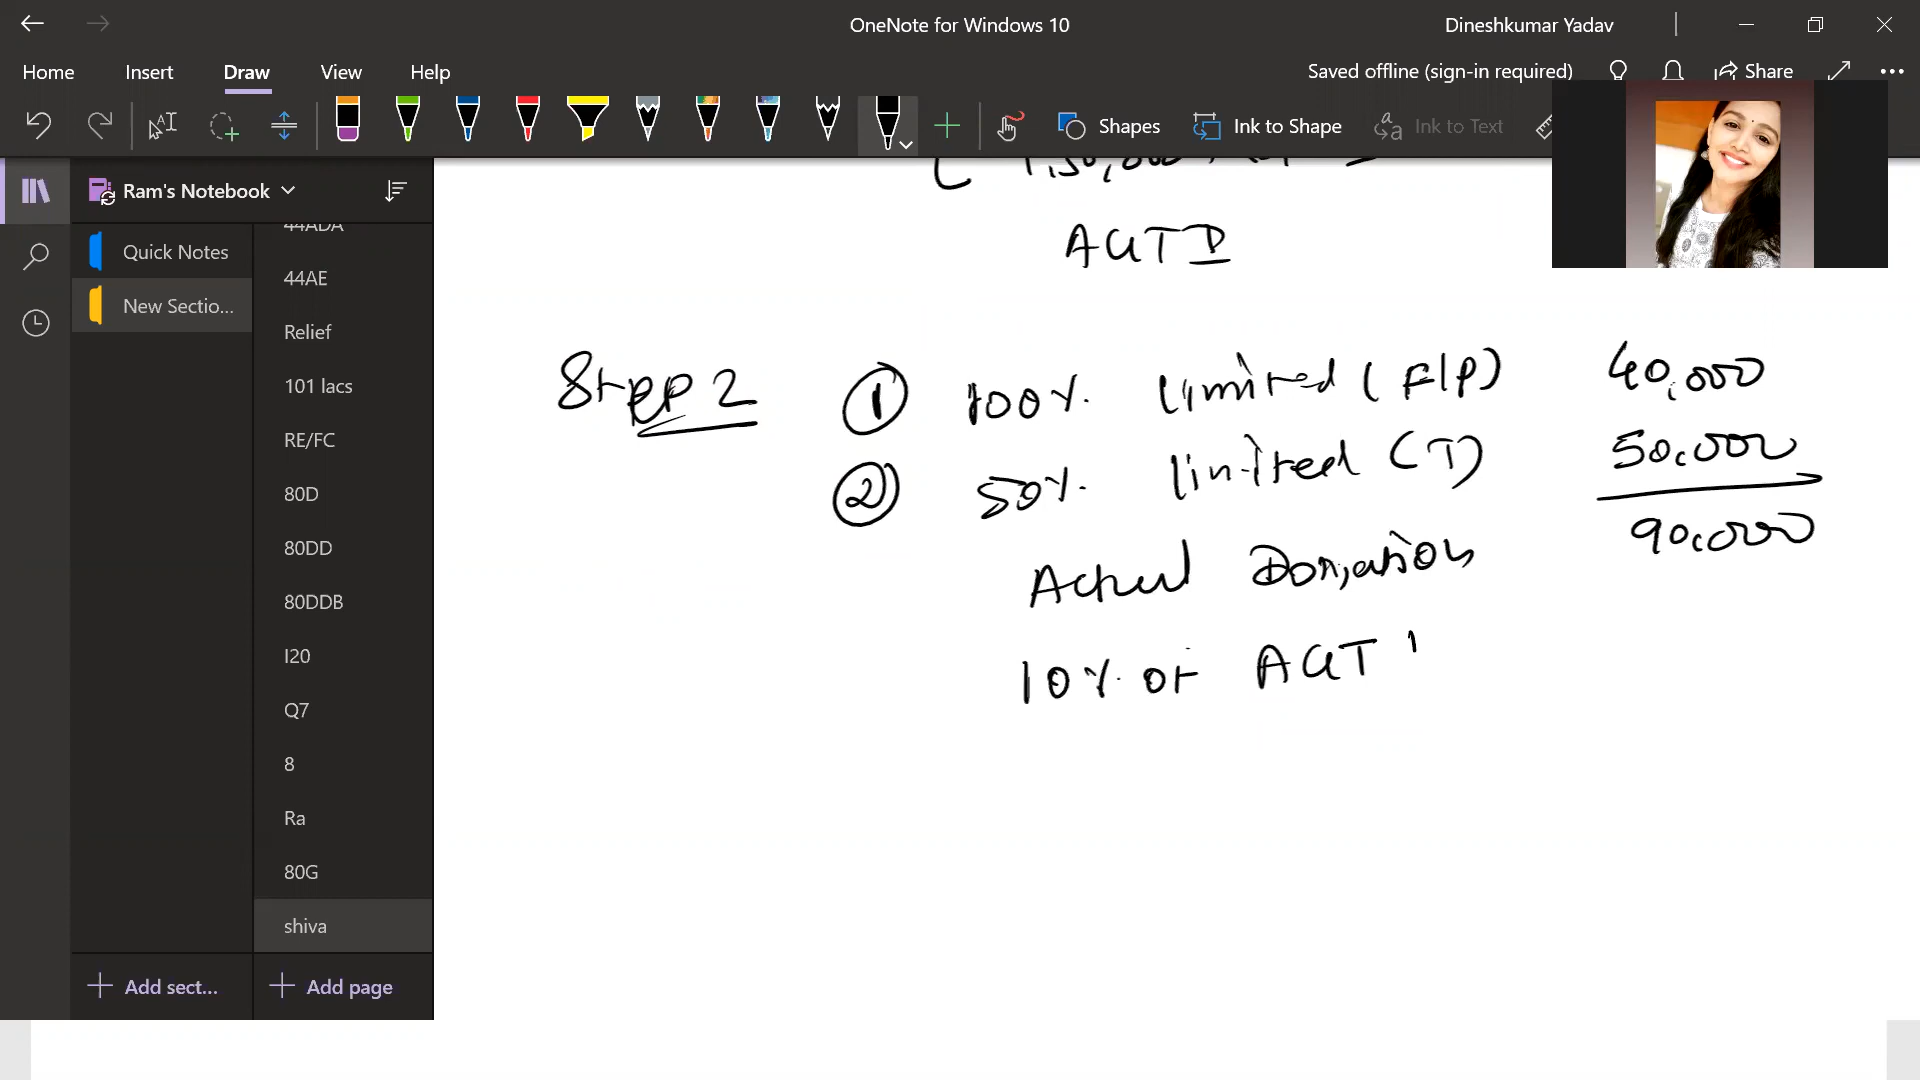 OneNote for Windows 10
Dineshkumar Yadav
Home Insert Draw View Help
Saved offline (sign-in required)
Share
Shapes
Ink to Shape
Ink to Text
Ram's Notebook
Quick Notes
New Sectio...
44ADA
44AE
Relief
101 lacs
RE/FC
80D
80DD
80DDB
I20
Q7
8
Ra
80G
shiva
Add sect...
Add page
AGTI
Step 2 ① 100% limited (F/P) 40,000
② 50% limited (T) 50,000
90,000
Actual Donation
10% of AGT